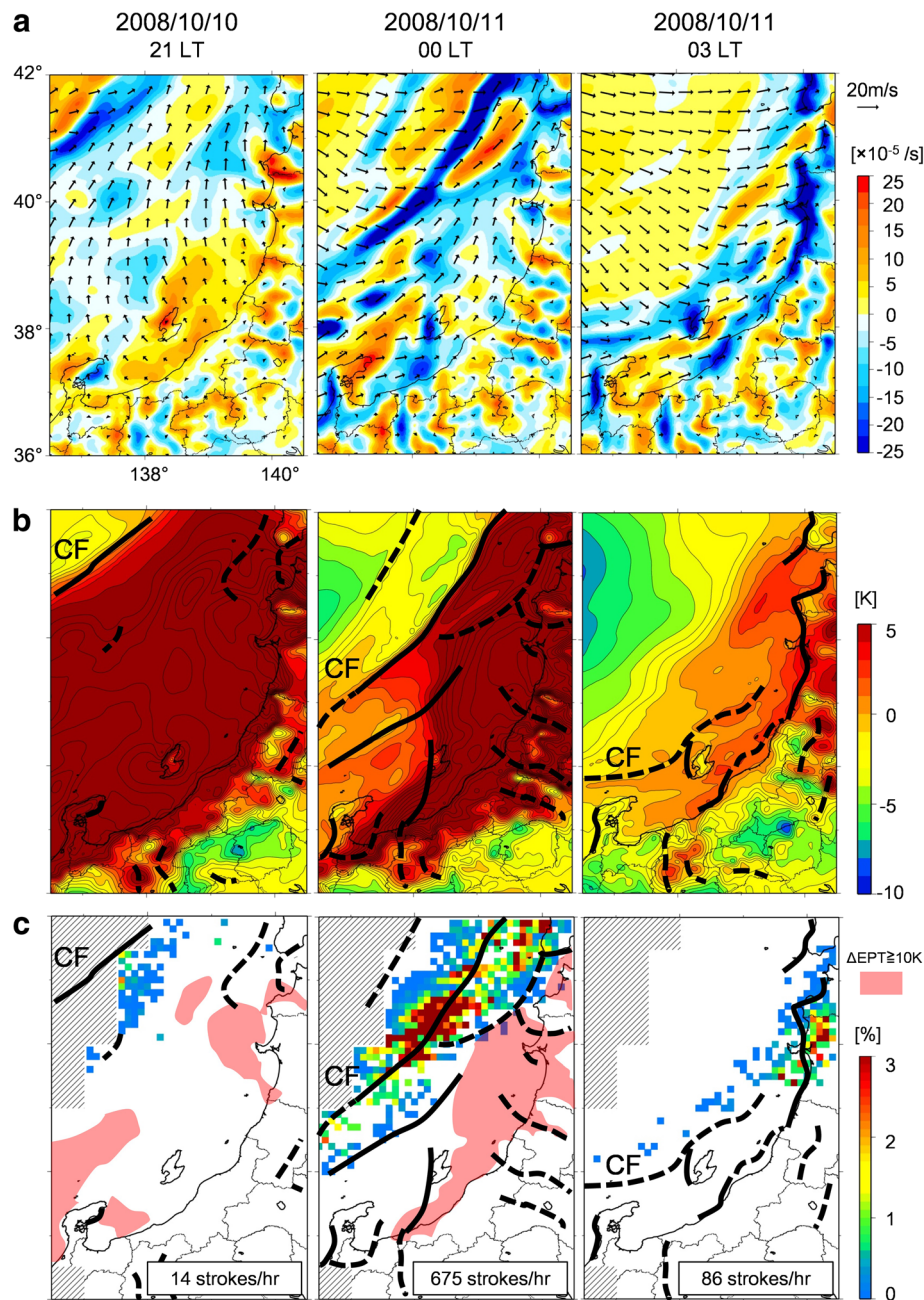 a
2008/10/10
21 LT
2008/10/11
00 LT
2008/10/11
03 LT
42°
40°
38°
36°
138°
140°
20m/s
[×10⁻⁵ /s]
25
20
15
10
5
0
-5
-10
-15
-20
-25
b
CF
CF
CF
[K]
5
0
-5
-10
c
CF
CF
CF
14 strokes/hr
675 strokes/hr
86 strokes/hr
ΔEPT≧10K
[%]
3
2
1
0